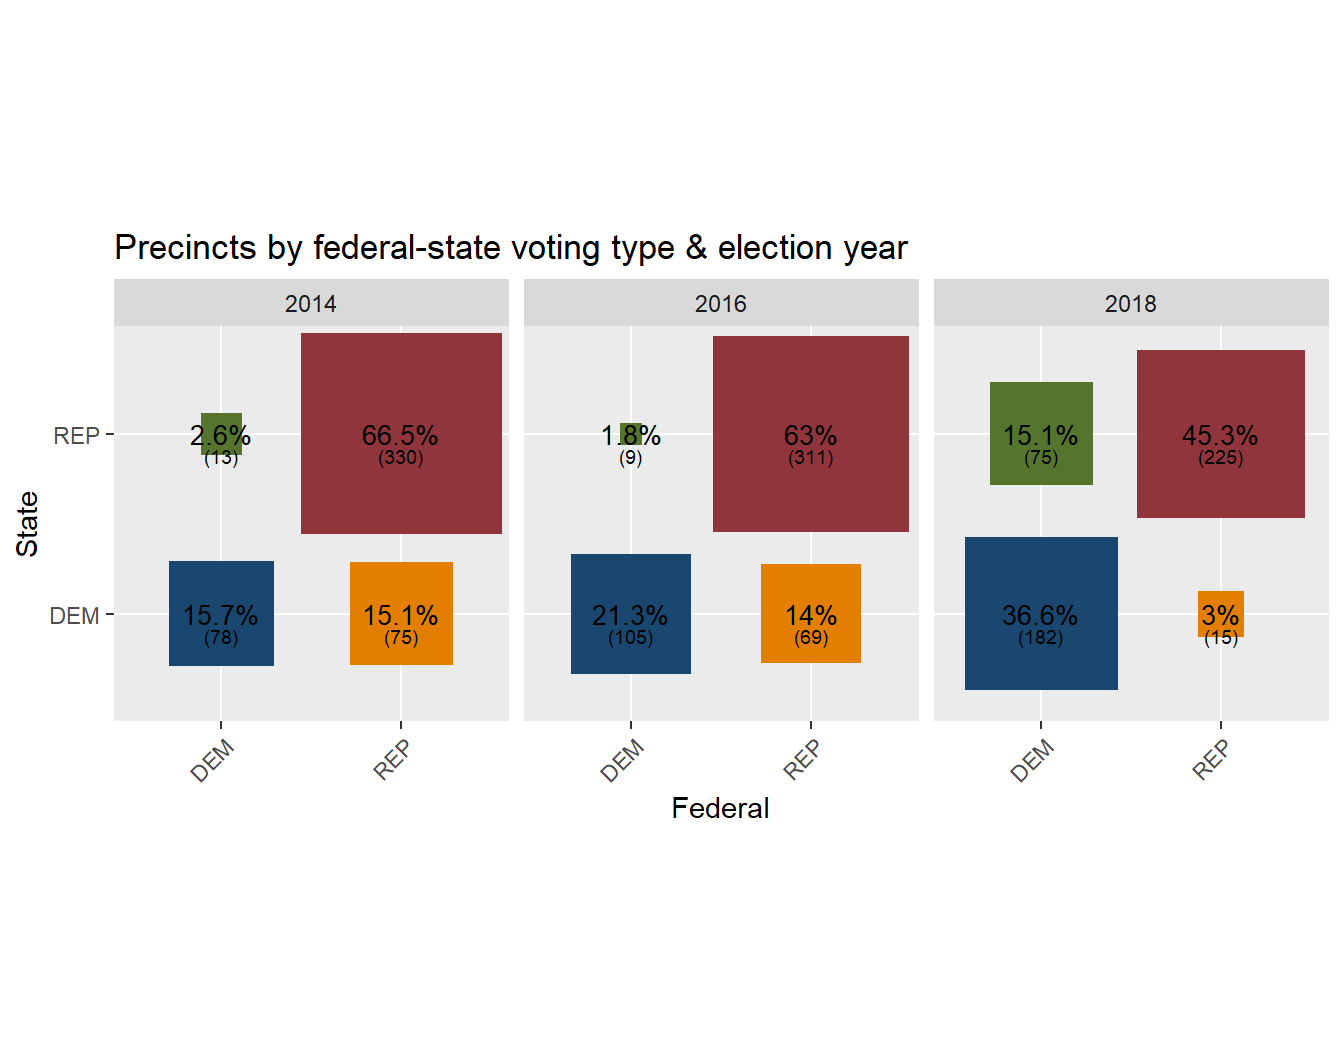 Precincts by federal-state voting type & election year
2014
2016
2018
State
REP
DEM
2.6%
(13)
66.5%
(330)
15.7%
(78)
15.1%
(75)
1.8%
(9)
63%
(311)
21.3%
(105)
14%
(69)
15.1%
(75)
45.3%
(225)
36.6%
(182)
3%
(15)
DEM
REP
DEM
REP
DEM
REP
Federal